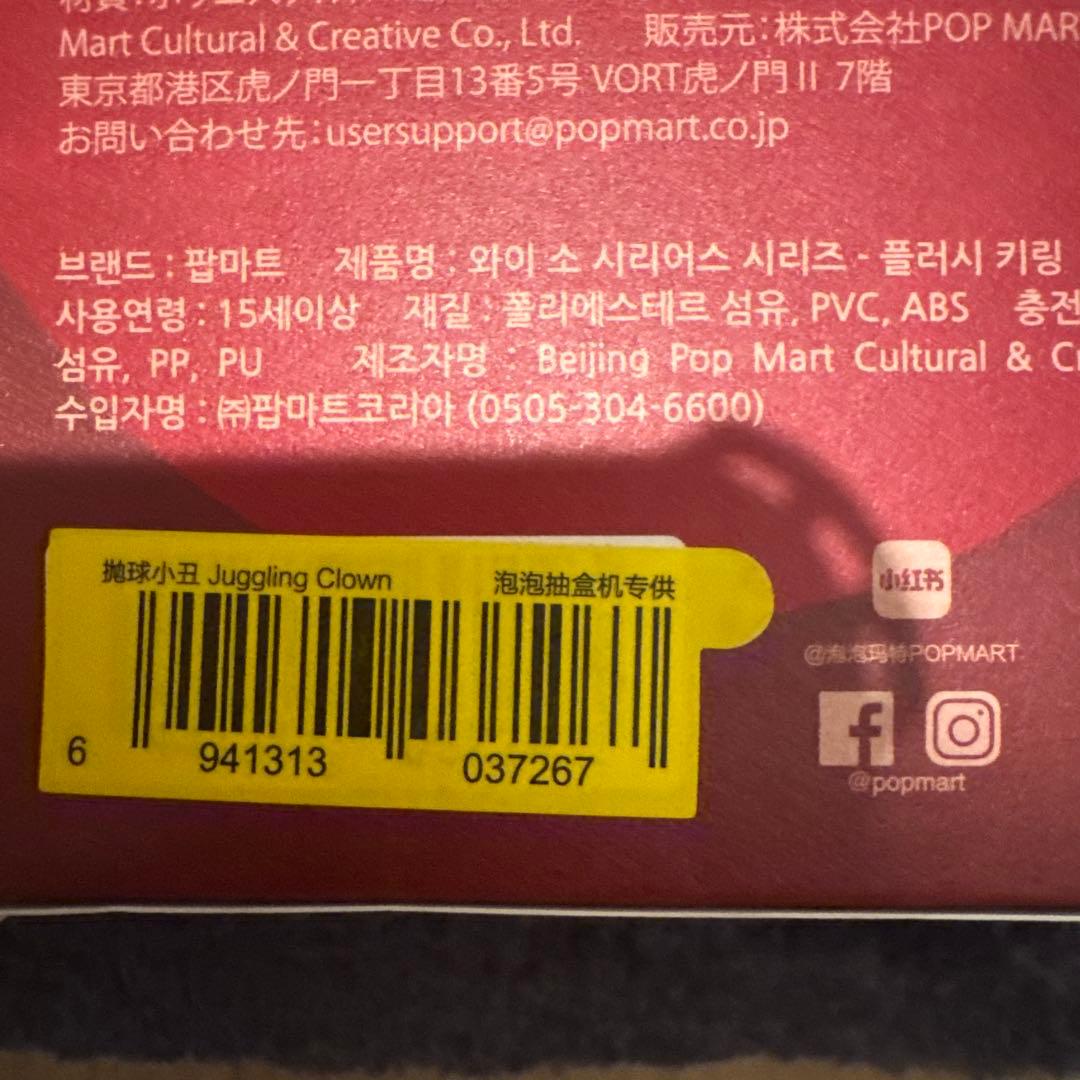 Mart Cultural & Creative Co., Ltd. 販売元：株式会社POP MAR
東京都港区虎ノ門一丁目13番5号 VORT虎ノ門II 7階
お問い合わせ先：usersupport@popmart.co.jp
브랜드 : 팝마트 제품명 : 와이 소 시리어스 시리즈 - 플러시 키링
사용연령 : 15세이상 재질 : 폴리에스테르 섬유, PVC, ABS 충전
섬유, PP, PU 제조자명 : Beijing Pop Mart Cultural &
수입자명 : ㈜팝마트코리아 (0505-304-6600)
抛球小丑 Juggling Clown 泡泡抽盒机专供
6 941313 037267
小红书
@泡泡玛特POPMART
@popmart